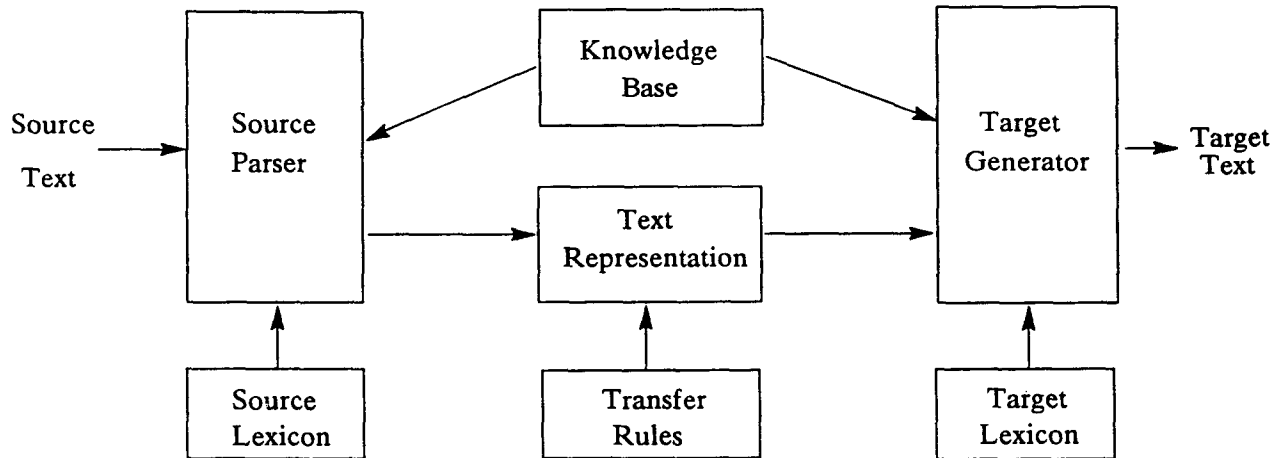 Source
Text
Source
Parser
Knowledge
Base
Text
Representation
Target
Generator
Target
Text
Source
Lexicon
Transfer
Rules
Target
Lexicon